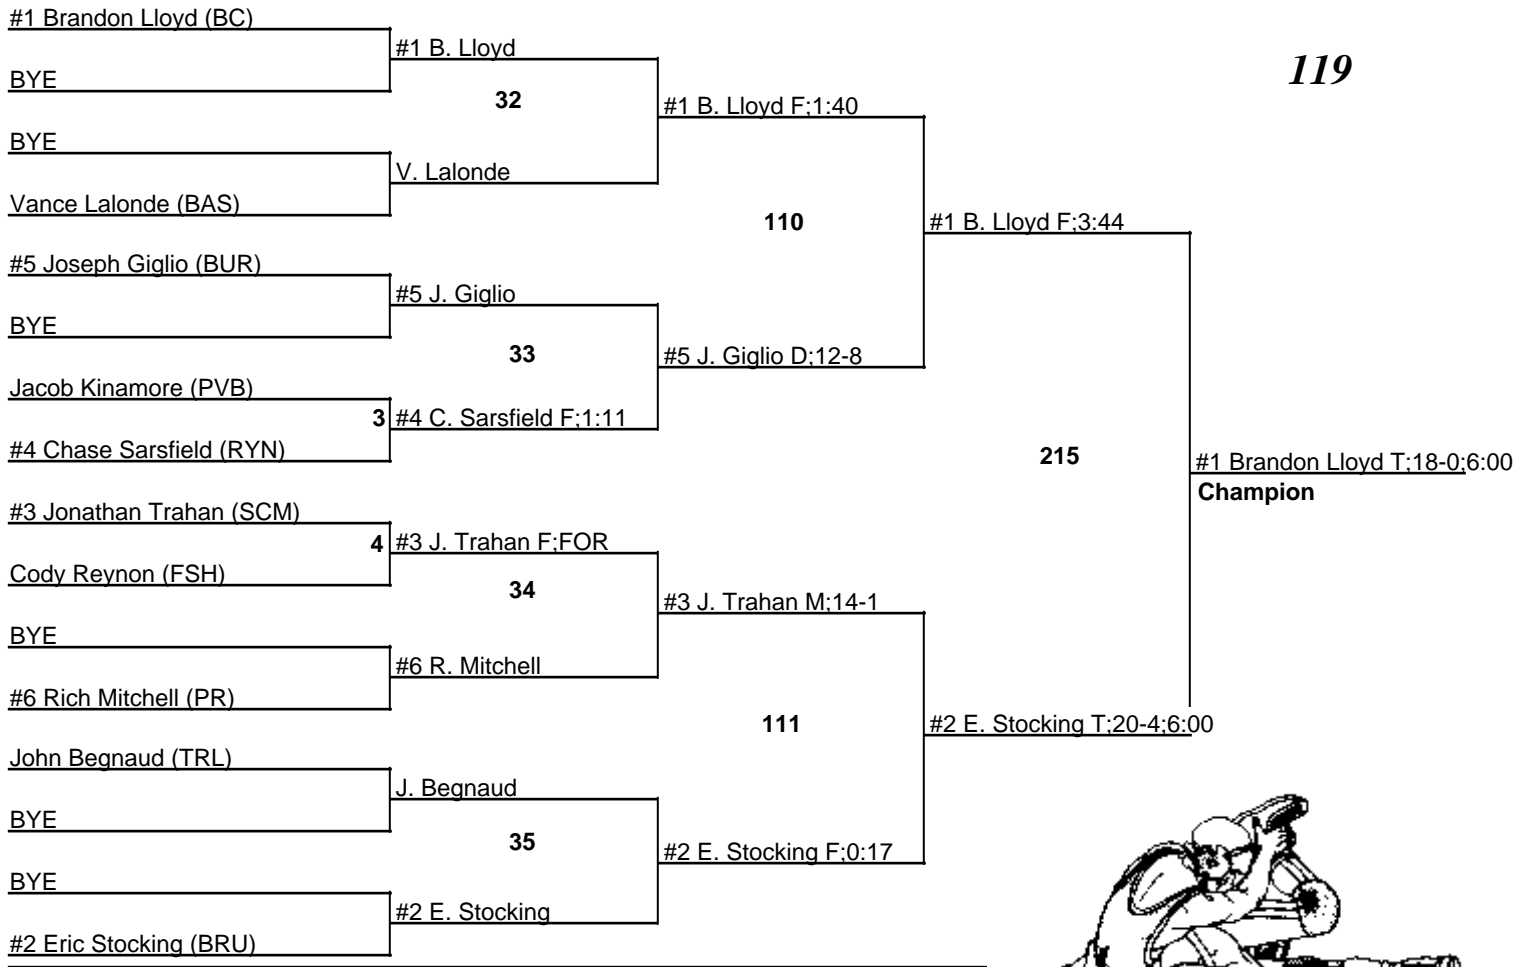 #1 Brandon Lloyd (BC)
BYE
BYE
Vance Lalonde (BAS)
#5 Joseph Giglio (BUR)
BYE
Jacob Kinamore (PVB)
#4 Chase Sarsfield (RYN)
#3 Jonathan Trahan (SCM)
Cody Reynon (FSH)
BYE
#6 Rich Mitchell (PR)
John Begnaud (TRL)
BYE
BYE
#2 Eric Stocking (BRU)
3
4
#1 B. Lloyd
V. Lalonde
#5 J. Giglio
#4 C. Sarsfield F;1:11
#3 J. Trahan F;FOR
#6 R. Mitchell
J. Begnaud
#2 E. Stocking
32
33
34
35
#1 B. Lloyd F;1:40
#5 J. Giglio D;12-8
#3 J. Trahan M;14-1
#2 E. Stocking F;0:17
110
111
#1 B. Lloyd F;3:44
#2 E. Stocking T;20-4;6:00
215
#1 Brandon Lloyd T;18-0;6:00
Champion
119